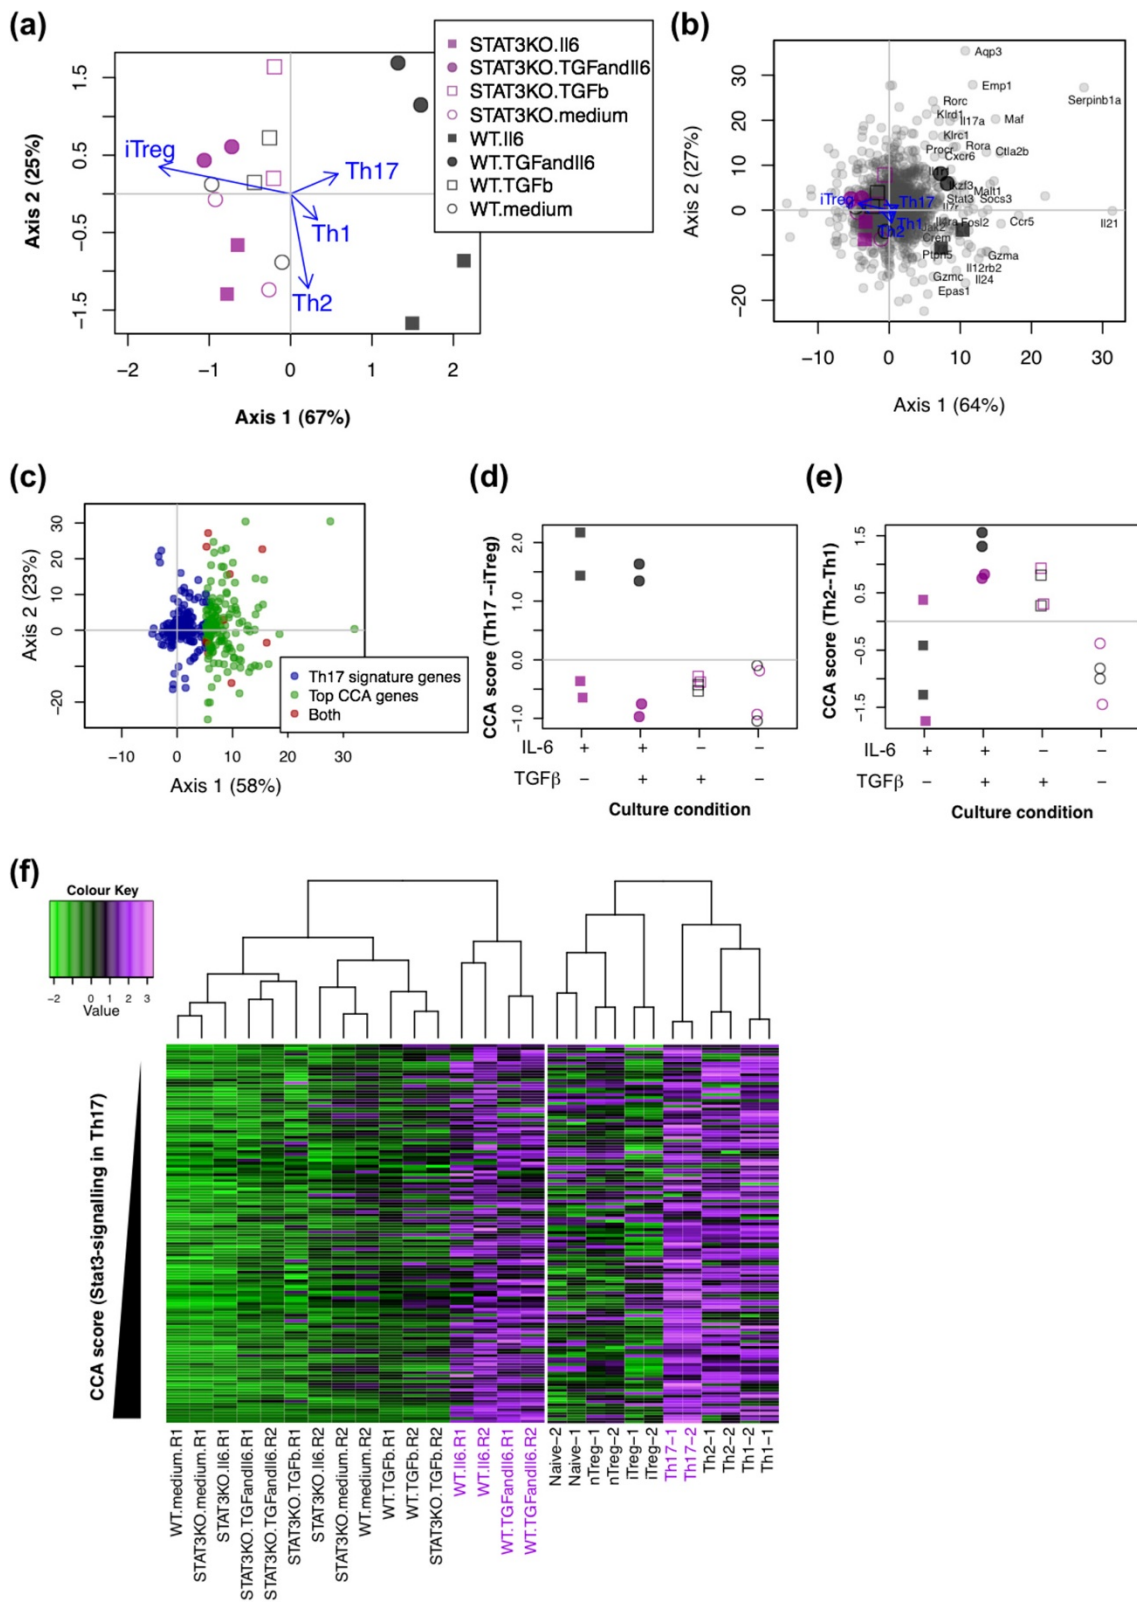 (a)
STAT3KO.Il6
STAT3KO.TGFandIl6
STAT3KO.TGFb
STAT3KO.medium
WT.Il6
WT.TGFandIl6
WT.TGFb
WT.medium
iTreg
Th17
Th1
Th2
Axis 2 (25%)
1.5
0.5
−0.5
−1.5
−2 −1 0 1 2
Axis 1 (67%)
(b)
Aqp3
Emp1
Serpinb1a
Rorc
Klrd1
Il17a
Maf
Klrc1
Procr
Rora
Ctla2b
Cxcr6
Malt1
Stat3
Socs3
Il7r
Fosl2
Ccr5
Il21
Crem
Gzma
Il12rb2
Gzmc
Il24
Epas1
iTreg
Th17
Th1
Th2
Axis 2 (27%)
30
20
10
0
−20
−10 0 10 20 30
Axis 1 (64%)
(c)
Axis 2 (23%)
30
20
10
0
−20
Th17 signature genes
Top CCA genes
Both
−10 0 10 20 30
Axis 1 (58%)
(d)
CCA score (Th17 --iTreg)
2.0
1.0
0.0
−1.0
IL-6 + + − −
TGFβ − + + −
Culture condition
(e)
CCA score (Th2--Th1)
1.5
0.5
−0.5
−1.5
IL-6 + + − −
TGFβ − + + −
Culture condition
(f)
Colour Key
−2 0 1 2 3
Value
CCA score (Stat3-signalling in Th17)
WT.medium.R1
STAT3KO.medium.R1
STAT3KO.Il6.R1
STAT3KO.TGFandIl6.R1
STAT3KO.TGFandIl6.R2
STAT3KO.TGFb.R1
STAT3KO.Il6.R2
STAT3KO.medium.R2
WT.medium.R2
WT.TGFb.R1
WT.TGFb.R2
STAT3KO.TGFb.R2
WT.Il6.R1
WT.Il6.R2
WT.TGFandIl6.R1
WT.TGFandIl6.R2
Naive−2
Naive−1
nTreg−1
nTreg−2
iTreg−1
iTreg−2
Th17−1
Th17−2
Th2−1
Th2−2
Th1−2
Th1−1